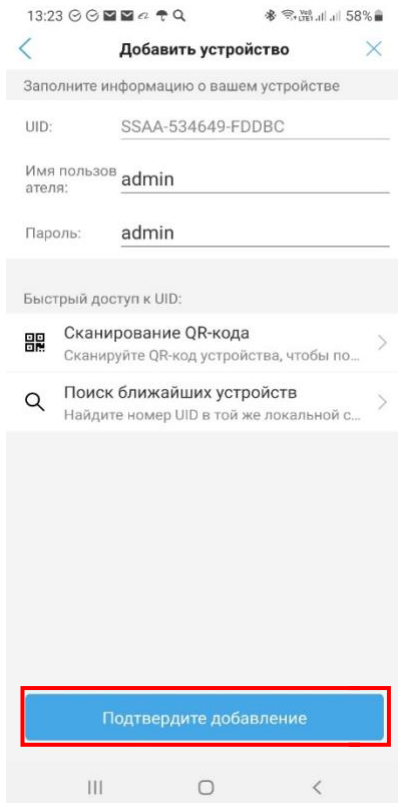 13:23 58%
Добавить устройство
Заполните информацию о вашем устройстве
UID: SSAA-534649-FDDBC
Имя пользов
ателя: admin
Пароль: admin
Быстрый доступ к UID:
Сканирование QR-кода
Сканируйте QR-код устройства, чтобы по...
Поиск ближайших устройств
Найдите номер UID в той же локальной с...
Подтвердите добавление